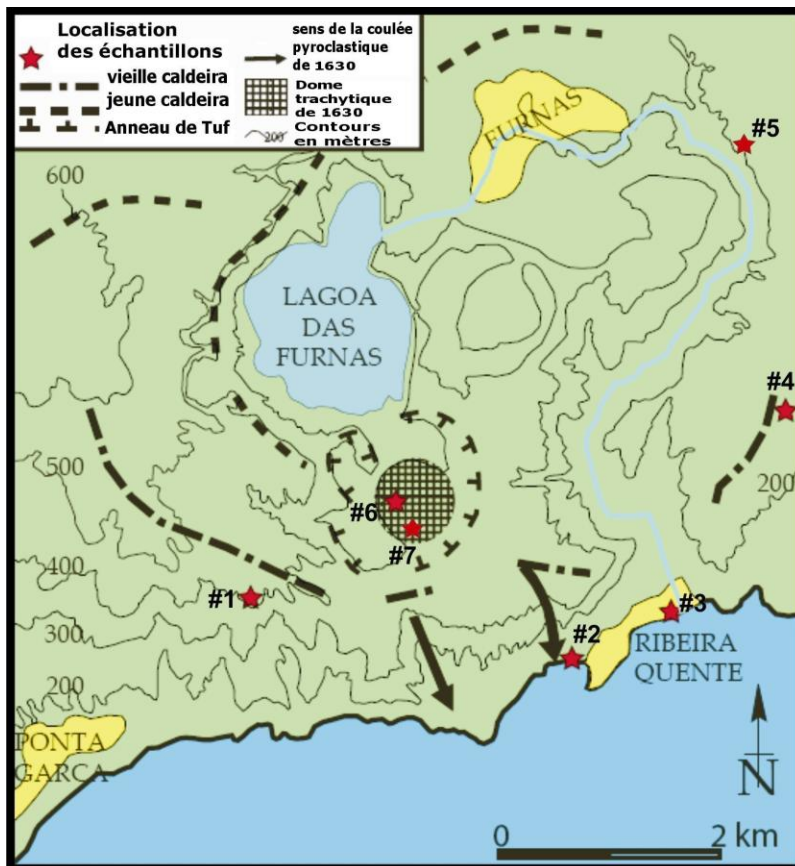 Localisation
des échantillons
vieille caldeira
jeune caldeira
Anneau de Tuf
sens de la coulée
pyroclastique
de 1630
Dome
trachytique
de 1630
200
Contours
en mètres
FURNAS
#5
600
LAGOA
DAS
FURNAS
#4
500
200
#6
#7
400
#1
#3
300
#2
RIBEIRA
QUENTE
200
PONTA
GARCA
N
0
2 km